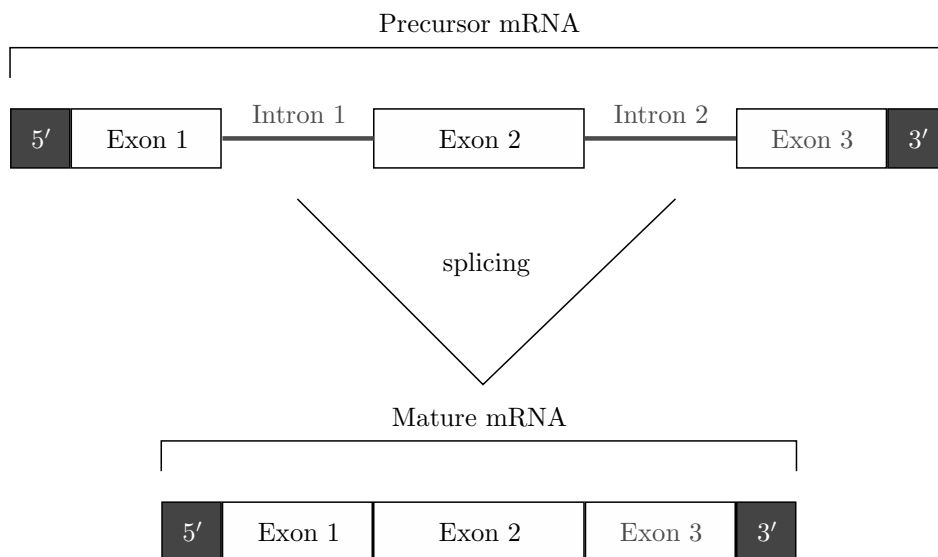 Precursor mRNA
Intron 1 Intron 2
5′ Exon 1 Exon 2 Exon 3 3′
splicing
Mature mRNA
5′ Exon 1 Exon 2 Exon 3 3′